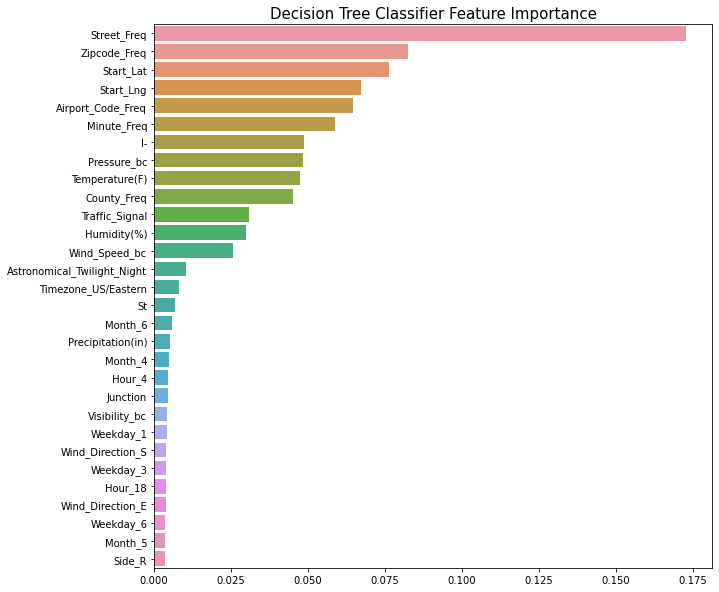 Decision Tree Classifier Feature Importance
Street_Freq
Zipcode_Freq
Start_Lat
Start_Lng
Airport_Code_Freq
Minute_Freq
I-
Pressure_bc
Temperature(F)
County_Freq
Traffic_Signal
Humidity(%)
Wind_Speed_bc
Astronomical_Twilight_Night
Timezone_US/Eastern
St
Month_6
Precipitation(in)
Month_4
Hour_4
Junction
Visibility_bc
Weekday_1
Wind_Direction_S
Weekday_3
Hour_18
Wind_Direction_E
Weekday_6
Month_5
Side_R
0.000 0.025 0.050 0.075 0.100 0.125 0.150 0.175